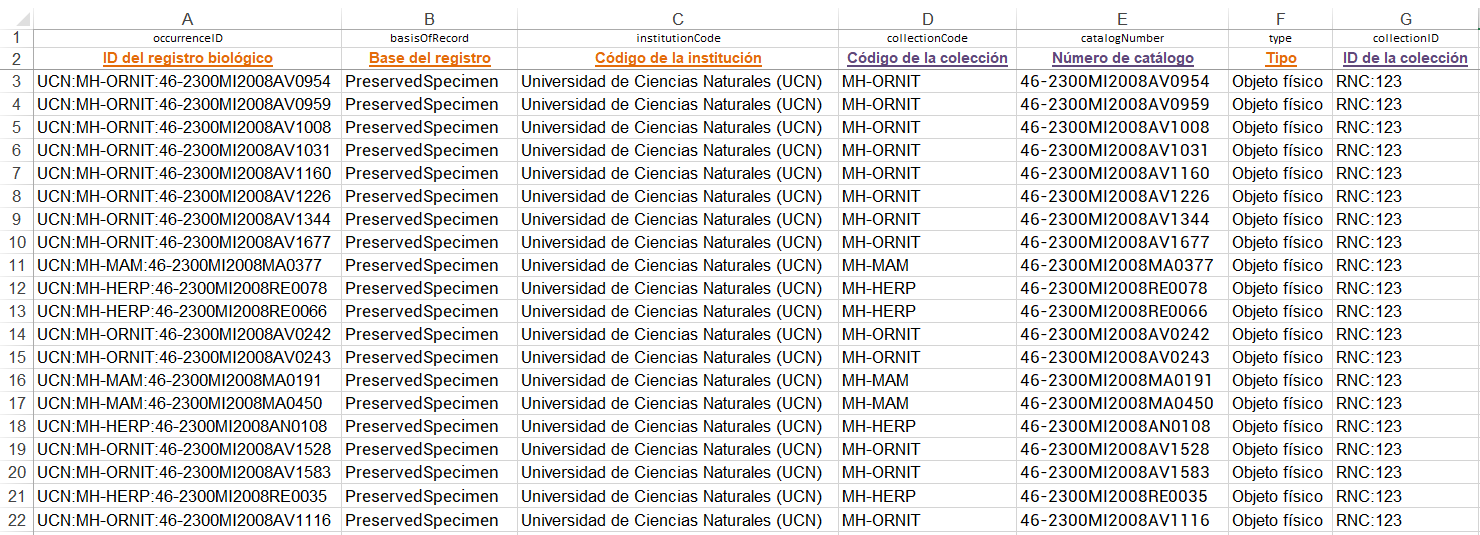 A B C D E F G
1 occurrenceID basisOfRecord institutionCode collectionCode catalogNumber type collectionID
2 ID del registro biológico Base del registro Código de la institución Código de la colección Número de catálogo Tipo ID de la colección
3 UCN:MH-ORNIT:46-2300MI2008AV0954 PreservedSpecimen Universidad de Ciencias Naturales (UCN) MH-ORNIT 46-2300MI2008AV0954 Objeto físico RNC:123
4 UCN:MH-ORNIT:46-2300MI2008AV0959 PreservedSpecimen Universidad de Ciencias Naturales (UCN) MH-ORNIT 46-2300MI2008AV0959 Objeto físico RNC:123
5 UCN:MH-ORNIT:46-2300MI2008AV1008 PreservedSpecimen Universidad de Ciencias Naturales (UCN) MH-ORNIT 46-2300MI2008AV1008 Objeto físico RNC:123
6 UCN:MH-ORNIT:46-2300MI2008AV1031 PreservedSpecimen Universidad de Ciencias Naturales (UCN) MH-ORNIT 46-2300MI2008AV1031 Objeto físico RNC:123
7 UCN:MH-ORNIT:46-2300MI2008AV1160 PreservedSpecimen Universidad de Ciencias Naturales (UCN) MH-ORNIT 46-2300MI2008AV1160 Objeto físico RNC:123
8 UCN:MH-ORNIT:46-2300MI2008AV1226 PreservedSpecimen Universidad de Ciencias Naturales (UCN) MH-ORNIT 46-2300MI2008AV1226 Objeto físico RNC:123
9 UCN:MH-ORNIT:46-2300MI2008AV1344 PreservedSpecimen Universidad de Ciencias Naturales (UCN) MH-ORNIT 46-2300MI2008AV1344 Objeto físico RNC:123
10 UCN:MH-ORNIT:46-2300MI2008AV1677 PreservedSpecimen Universidad de Ciencias Naturales (UCN) MH-ORNIT 46-2300MI2008AV1677 Objeto físico RNC:123
11 UCN:MH-MAM:46-2300MI2008MA0377 PreservedSpecimen Universidad de Ciencias Naturales (UCN) MH-MAM 46-2300MI2008MA0377 Objeto físico RNC:123
12 UCN:MH-HERP:46-2300MI2008RE0078 PreservedSpecimen Universidad de Ciencias Naturales (UCN) MH-HERP 46-2300MI2008RE0078 Objeto físico RNC:123
13 UCN:MH-HERP:46-2300MI2008RE0066 PreservedSpecimen Universidad de Ciencias Naturales (UCN) MH-HERP 46-2300MI2008RE0066 Objeto físico RNC:123
14 UCN:MH-ORNIT:46-2300MI2008AV0242 PreservedSpecimen Universidad de Ciencias Naturales (UCN) MH-ORNIT 46-2300MI2008AV0242 Objeto físico RNC:123
15 UCN:MH-ORNIT:46-2300MI2008AV0243 PreservedSpecimen Universidad de Ciencias Naturales (UCN) MH-ORNIT 46-2300MI2008AV0243 Objeto físico RNC:123
16 UCN:MH-MAM:46-2300MI2008MA0191 PreservedSpecimen Universidad de Ciencias Naturales (UCN) MH-MAM 46-2300MI2008MA0191 Objeto físico RNC:123
17 UCN:MH-MAM:46-2300MI2008MA0450 PreservedSpecimen Universidad de Ciencias Naturales (UCN) MH-MAM 46-2300MI2008MA0450 Objeto físico RNC:123
18 UCN:MH-HERP:46-2300MI2008AN0108 PreservedSpecimen Universidad de Ciencias Naturales (UCN) MH-HERP 46-2300MI2008AN0108 Objeto físico RNC:123
19 UCN:MH-ORNIT:46-2300MI2008AV1528 PreservedSpecimen Universidad de Ciencias Naturales (UCN) MH-ORNIT 46-2300MI2008AV1528 Objeto físico RNC:123
20 UCN:MH-ORNIT:46-2300MI2008AV1583 PreservedSpecimen Universidad de Ciencias Naturales (UCN) MH-ORNIT 46-2300MI2008AV1583 Objeto físico RNC:123
21 UCN:MH-HERP:46-2300MI2008RE0035 PreservedSpecimen Universidad de Ciencias Naturales (UCN) MH-HERP 46-2300MI2008RE0035 Objeto físico RNC:123
22 UCN:MH-ORNIT:46-2300MI2008AV1116 PreservedSpecimen Universidad de Ciencias Naturales (UCN) MH-ORNIT 46-2300MI2008AV1116 Objeto físico RNC:123